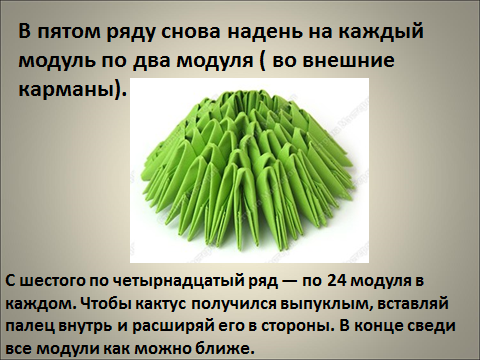 В пятом ряду снова надень на каждый
модуль по два модуля ( во внешние
карманы).
С шестого по четырнадцатый ряд — по 24 модуля в
каждом. Чтобы кактус получился выпуклым, вставляй
палец внутрь и расширяй его в стороны. В конце сведи
все модули как можно ближе.